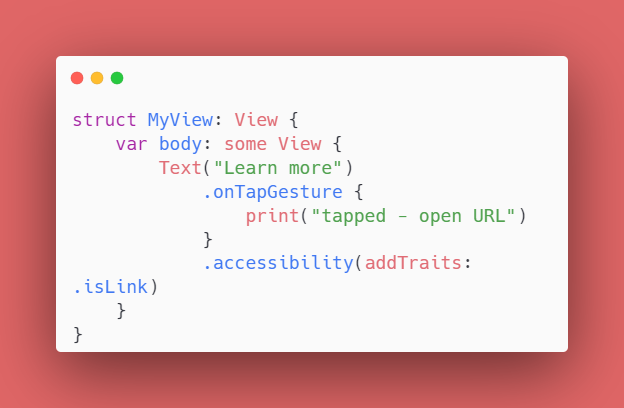 struct MyView: View {
    var body: some View {
        Text("Learn more")
            .onTapGesture {
                print("tapped - open URL")
            }
            .accessibility(addTraits:
.isLink)
    }
}